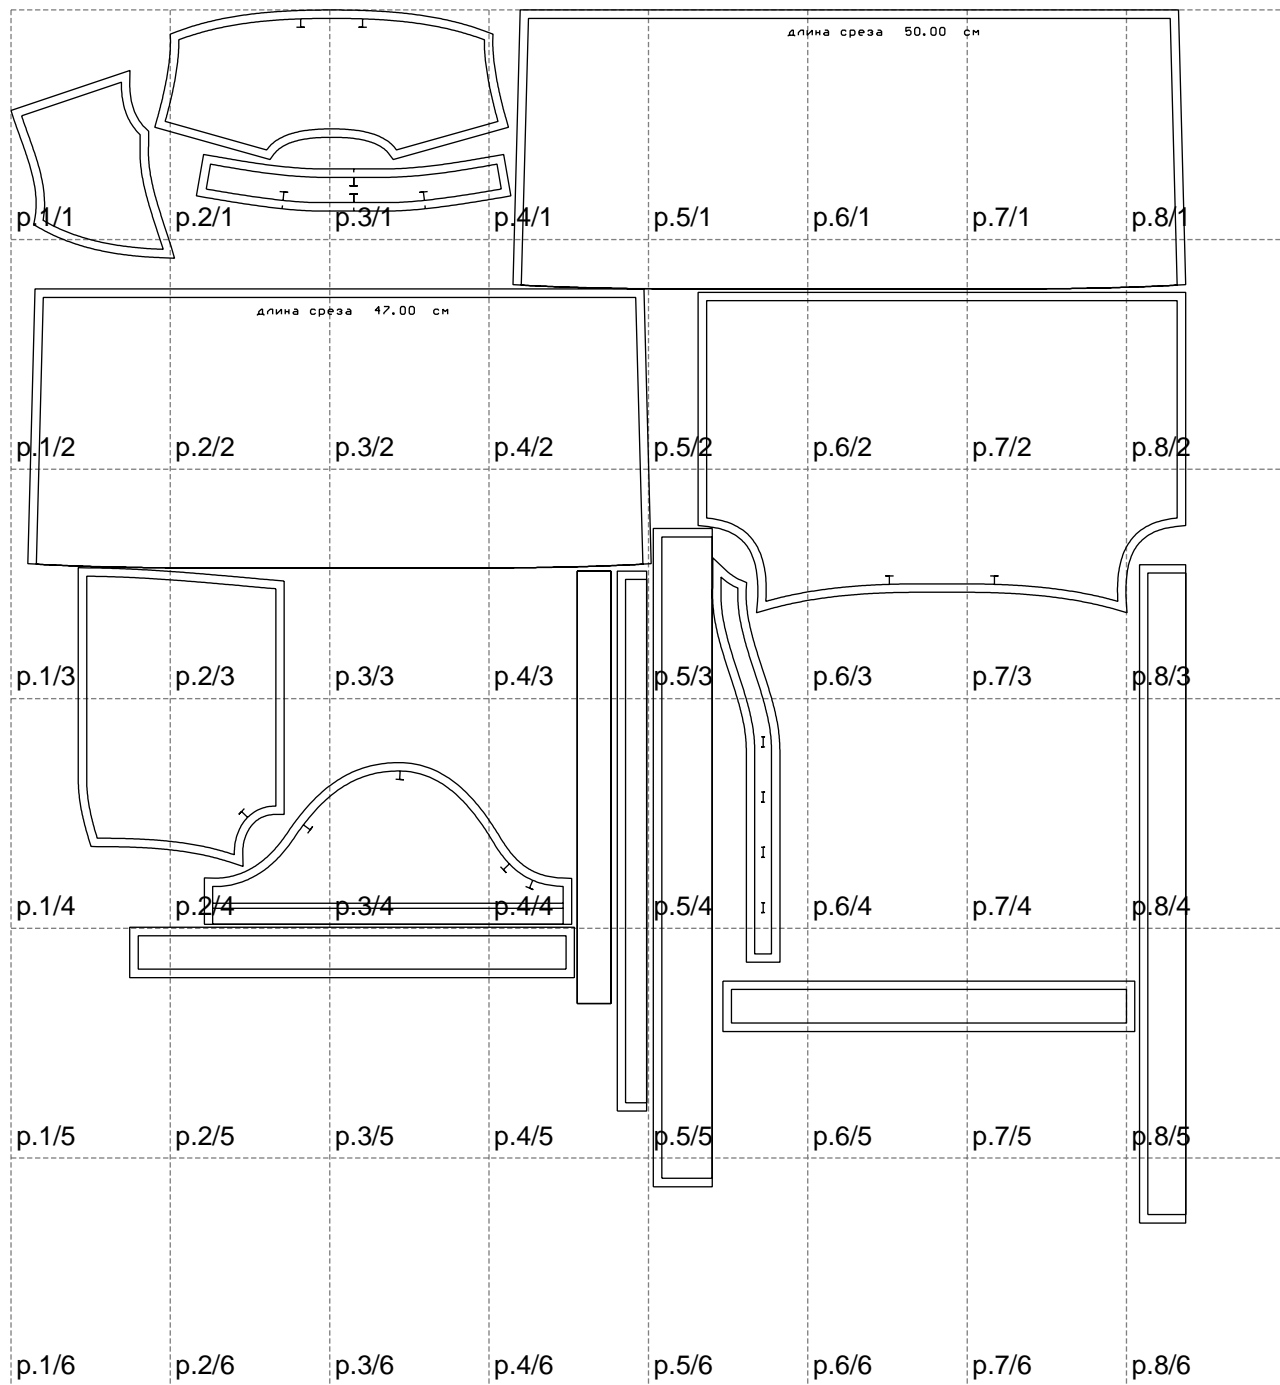 длина среза 50.00 см
p.1/1 p.2/1 p.3/1 p.4/1 p.5/1 p.6/1 p.7/1 p.8/1
длина среза 47.00 см
p.1/2 p.2/2 p.3/2 p.4/2 p.5/2 p.6/2 p.7/2 p.8/2
p.1/3 p.2/3 p.3/3 p.4/3 p.5/3 p.6/3 p.7/3 p.8/3
p.1/4 p.2/4 p.3/4 p.4/4 p.5/4 p.6/4 p.7/4 p.8/4
p.1/5 p.2/5 p.3/5 p.4/5 p.5/5 p.6/5 p.7/5 p.8/5
p.1/6 p.2/6 p.3/6 p.4/6 p.5/6 p.6/6 p.7/6 p.8/6